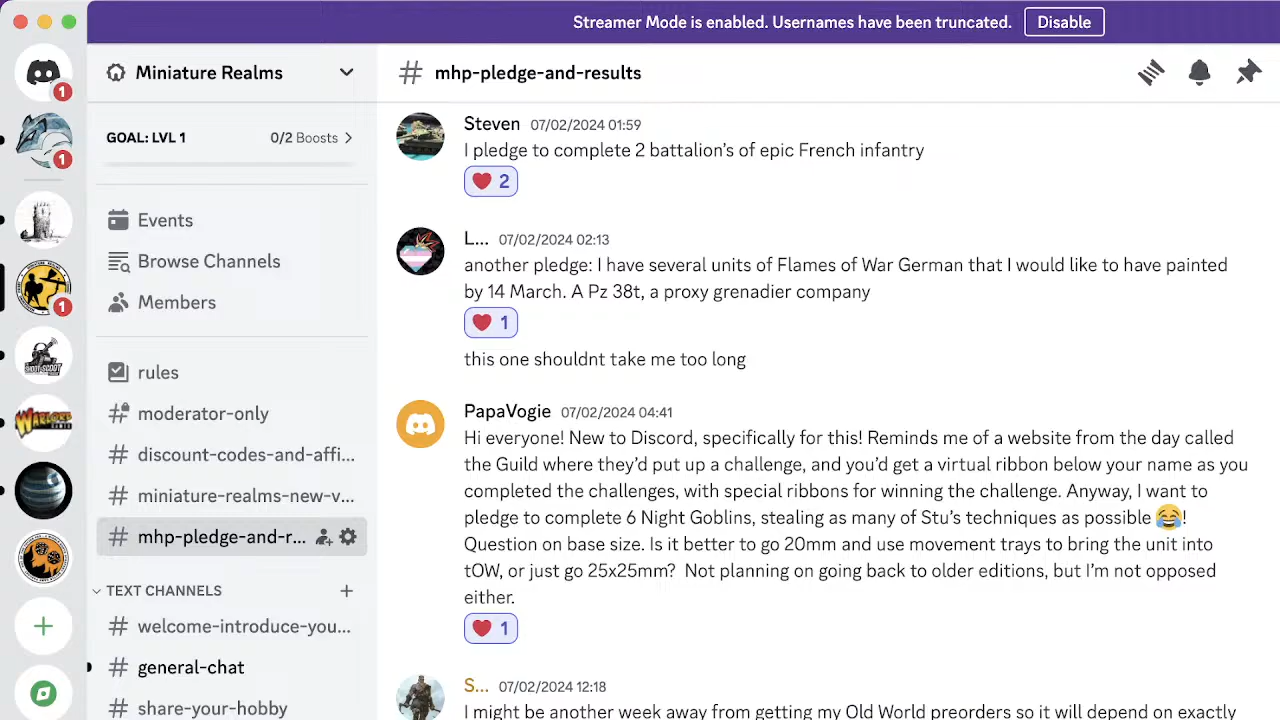 Streamer Mode is enabled. Usernames have been truncated.
Disable
Miniature Realms
GOAL: LVL 1
0/2 Boosts
Events
Browse Channels
Members
rules
moderator-only
discount-codes-and-affi...
miniature-realms-new-v...
mhp-pledge-and-r...
TEXT CHANNELS
welcome-introduce-you...
general-chat
share-your-hobby
1
1
1
WARLORD
mhp-pledge-and-results
Steven 07/02/2024 01:59
I pledge to complete 2 battalion's of epic French infantry
2
L... 07/02/2024 02:13
another pledge: I have several units of Flames of War German that I would like to have painted
by 14 March. A Pz 38t, a proxy grenadier company
1
this one shouldnt take me too long
PapaVogie 07/02/2024 04:41
Hi everyone! New to Discord, specifically for this! Reminds me of a website from the day called
the Guild where they'd put up a challenge, and you'd get a virtual ribbon below your name as you
completed the challenges, with special ribbons for winning the challenge. Anyway, I want to
pledge to complete 6 Night Goblins, stealing as many of Stu's techniques as possible 😂!
Question on base size. Is it better to go 20mm and use movement trays to bring the unit into
tOW, or just go 25x25mm? Not planning on going back to older editions, but I'm not opposed
either.
1
S... 07/02/2024 12:18
I might be another week away from getting my Old World preorders so it will depend on exactly